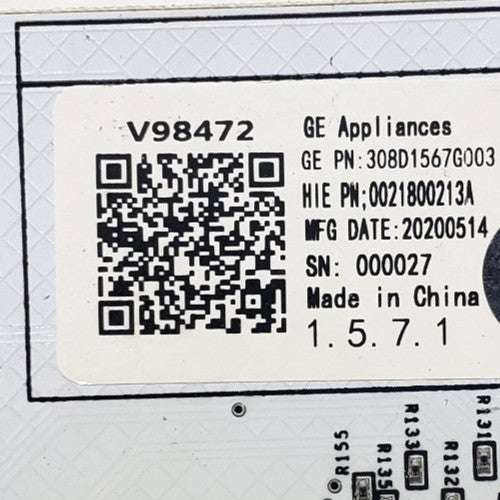 V98472
GE Appliances
GE PN:308D1567G003
HIE PN;0021800213A
MFG DATE:20200514
SN: 000027
Made in China
1.5.7.1
R155
R135
R133
R132
R131